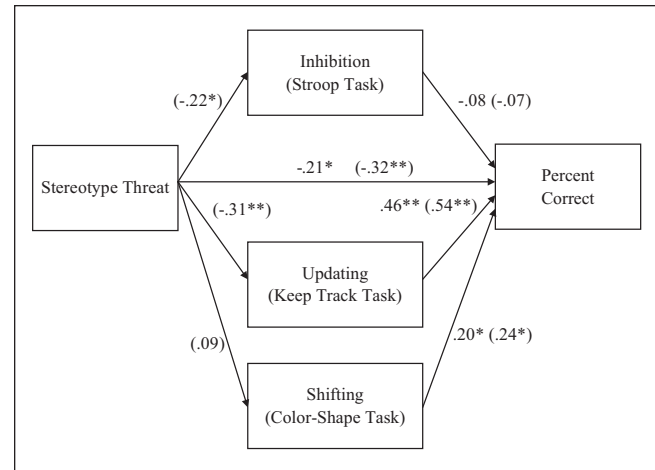 Inhibition
(Stroop Task)
(-.22*)
-.08 (-.07)
Stereotype Threat
-.21* (-.32**)
Percent
Correct
(-.31**)
.46** (.54**)
Updating
(Keep Track Task)
(.09)
.20* (.24*)
Shifting
(Color-Shape Task)